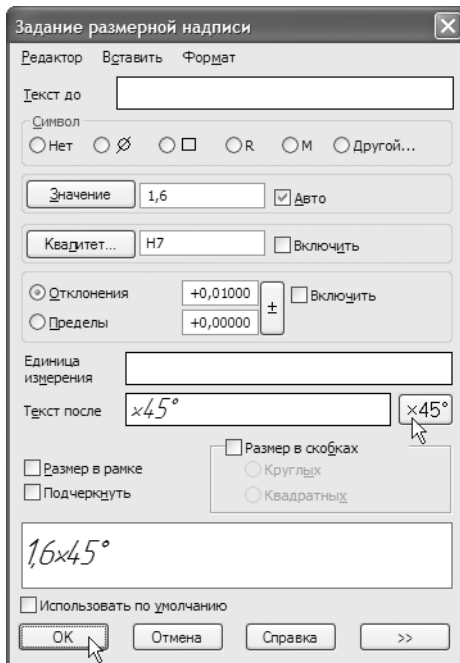 Задание размерной надписи
Редактор Вставить Формат
Текст до
Символ
Нет Ø □ R M Другой...
Значение 1,6 Авто
Квалитет... H7 Включить
Отклонения +0,01000 ± Включить
Пределы +0,00000
Единица
измерения
Текст после ×45° ×45°
Размер в скобках
Размер в рамке Круглых
Подчеркнуть Квадратных
1,6×45°
Использовать по умолчанию
OK Отмена Справка >>